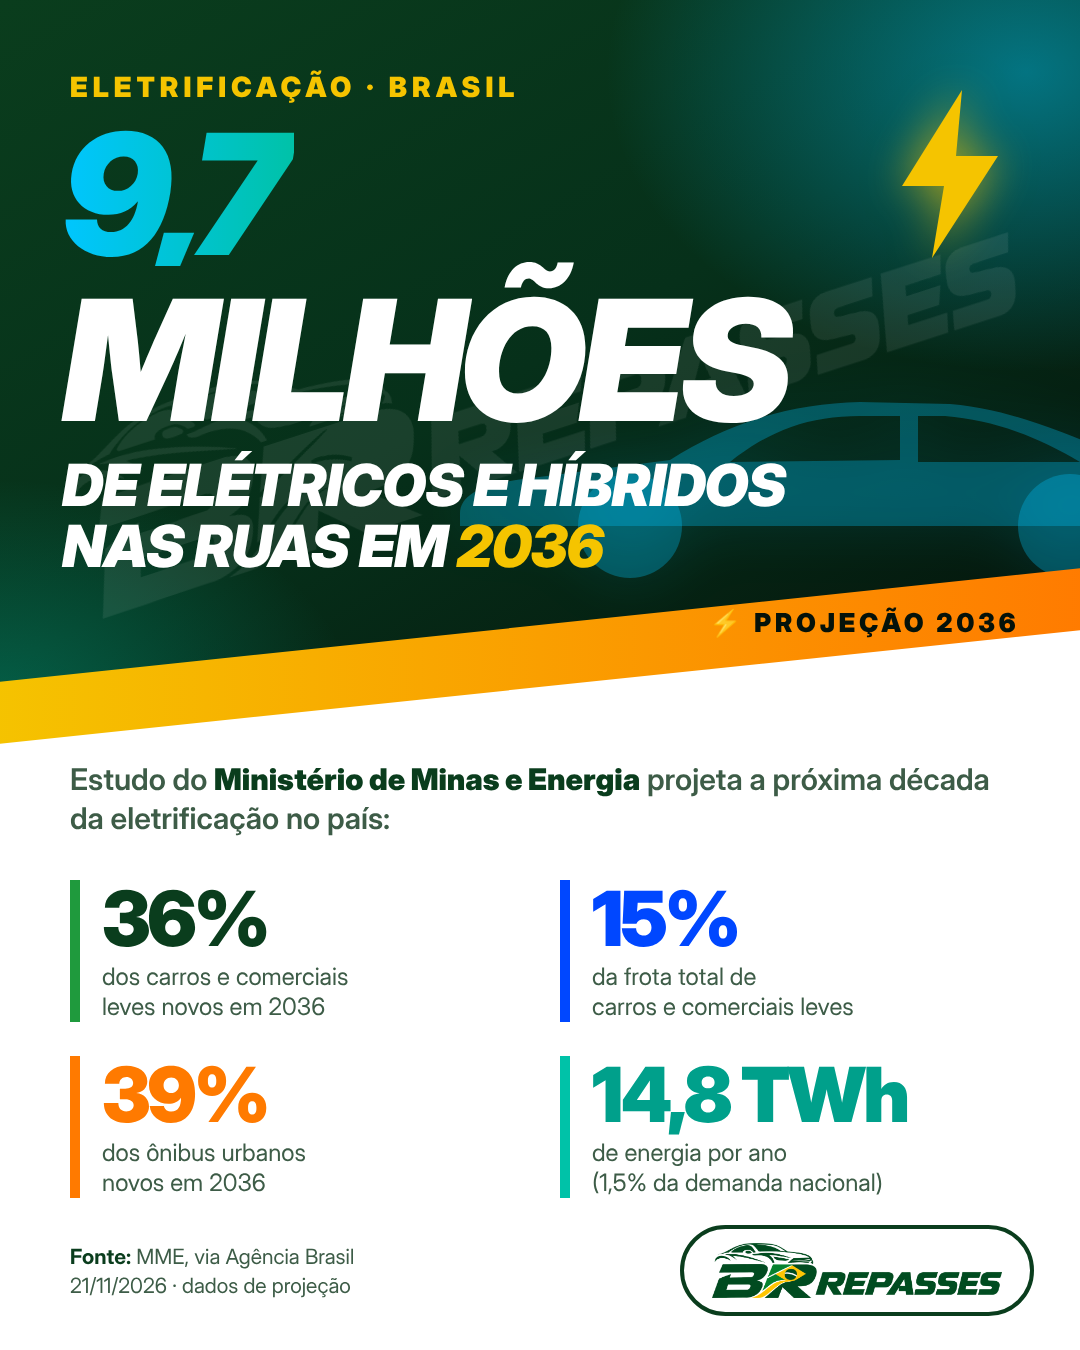 ELETRIFICAÇÃO · BRASIL
9,7
MILHÕES
DE ELÉTRICOS E HÍBRIDOS
NAS RUAS EM 2036
BR REPASSES
⚡ PROJEÇÃO 2036
Estudo do Ministério de Minas e Energia projeta a próxima década
da eletrificação no país:
36%
dos carros e comerciais
leves novos em 2036
15%
da frota total de
carros e comerciais leves
39%
dos ônibus urbanos
novos em 2036
14,8 TWh
de energia por ano
(1,5% da demanda nacional)
Fonte: MME, via Agência Brasil
21/11/2026 · dados de projeção
BR REPASSES